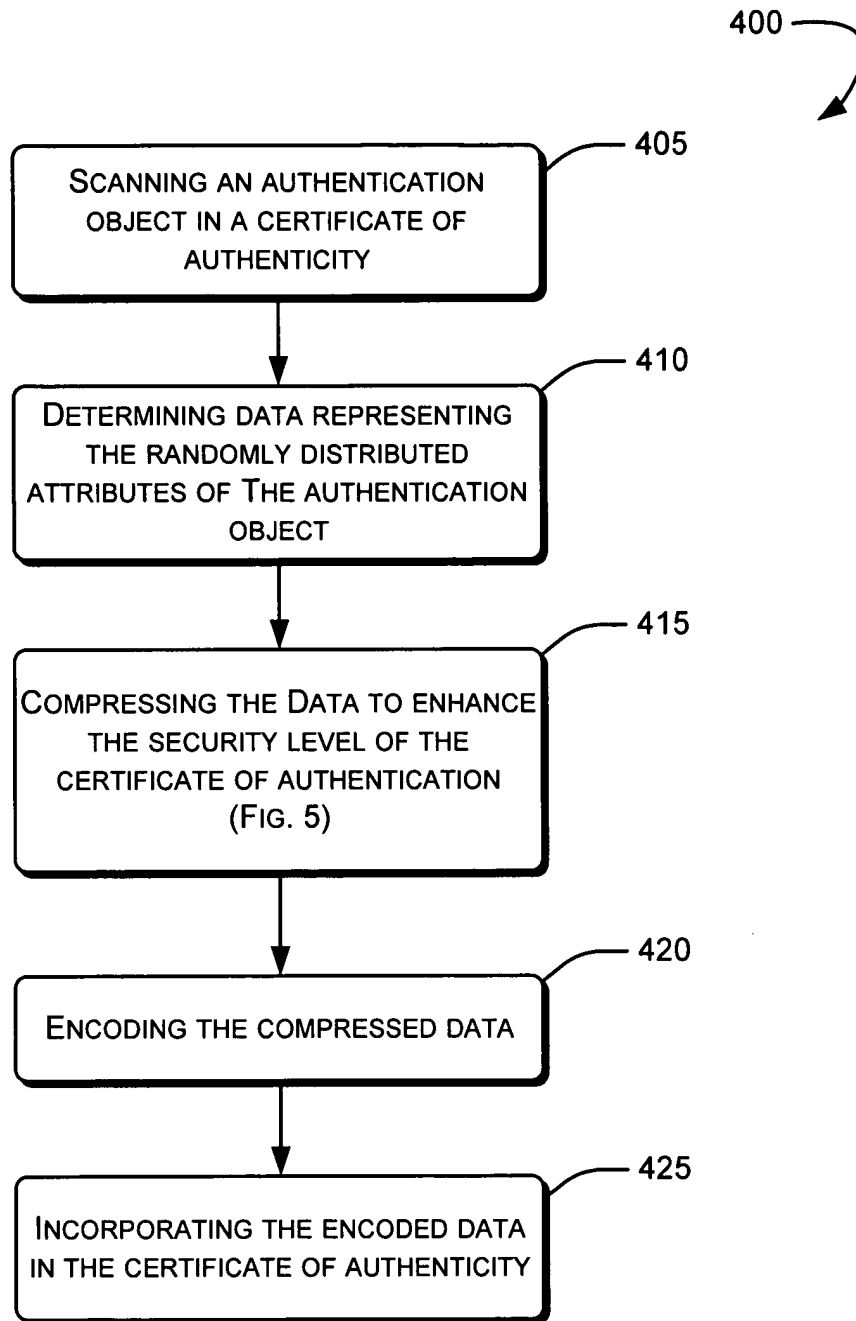 400
405
SCANNING AN AUTHENTICATION
OBJECT IN A CERTIFICATE OF
AUTHENTICITY
410
DETERMINING DATA REPRESENTING
THE RANDOMLY DISTRIBUTED
ATTRIBUTES OF THE AUTHENTICATION
OBJECT
415
COMPRESSING THE DATA TO ENHANCE
THE SECURITY LEVEL OF THE
CERTIFICATE OF AUTHENTICATION
(FIG. 5)
420
ENCODING THE COMPRESSED DATA
425
INCORPORATING THE ENCODED DATA
IN THE CERTIFICATE OF AUTHENTICITY